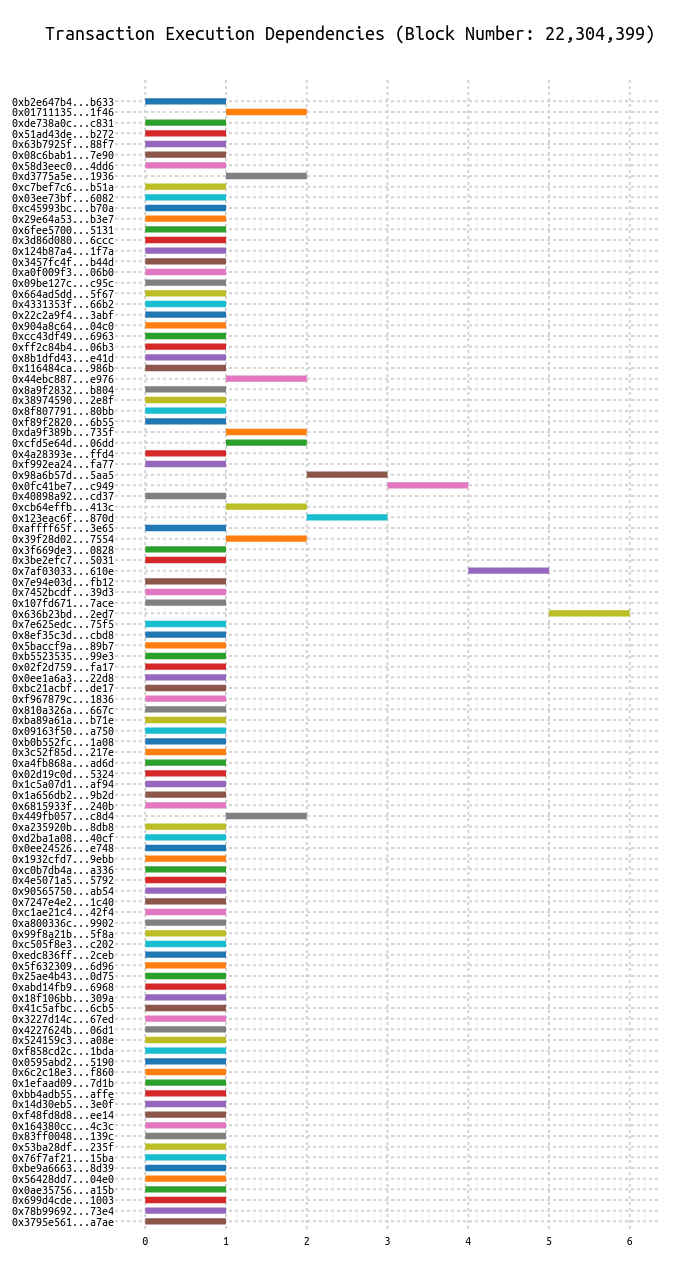 Transaction Execution Dependencies (Block Number: 22,304,399)
0xb2e647b4...b633
0x01711135...1f46
0xde738a0c...c831
0x51ad43de...b272
0x63b7925f...88f7
0x08c6bab1...7e90
0x58d3eec0...4dd6
0xd3775a5e...1936
0xc7bef7c6...b51a
0x03ee73bf...6082
0xc45993bc...b70a
0x29e64a53...b3e7
0x6fee5700...5131
0x3d86d080...6ccc
0x124b87a4...1f7a
0x3457fc4f...b44d
0xa0f009f3...06b0
0x09be127c...c95c
0x664ad5dd...5f67
0x4331353f...66b2
0x22c2a9f4...3abf
0x904a8c64...04c0
0xcc43df49...6963
0xff2c84b4...06b3
0x8b1dfd43...e41d
0x116484ca...986b
0x44ebc887...e976
0x8a9f2832...b804
0x38974590...2e8f
0x8f807791...80bb
0xf89f2820...6b55
0xda9f389b...735f
0xcfd5e64d...06dd
0x4a28393e...ffd4
0xf992ea24...fa77
0x98a6b57d...5aa5
0x0fc41be7...c949
0x40898a92...cd37
0xcb64effb...413c
0x123eac6f...870d
0xaffff65f...3e65
0x39f28d02...7554
0x3f669de3...0828
0x3be2efc7...5031
0x7af03033...610e
0x7e94e03d...fb12
0x7452bcdf...39d3
0x107fd671...7ace
0x636b23bd...2ed7
0x7e625edc...75f5
0x8ef35c3d...cbd8
0x5baccf9a...89b7
0xb5523535...99e3
0x02f2d759...fa17
0x0ee1a6a3...22d8
0xbc21acbf...de17
0xf967879c...1836
0x810a326a...667c
0xba89a61a...b71e
0x09163f50...a750
0xb0b552fc...1a08
0x3c52f85d...217e
0xa4fb868a...ad6d
0x02d19c0d...5324
0x1c5a07d1...af94
0x1a656db2...9b2d
0x6815933f...240b
0x449fb057...c8d4
0xa235920b...8db8
0xd2ba1a08...40cf
0x0ee24526...e748
0x1932cfd7...9ebb
0xc0b7db4a...a336
0x4e5071a5...5792
0x90565750...ab54
0x7247e4e2...1c40
0xc1ae21c4...42f4
0xa800336c...9902
0x99f8a21b...5f8a
0xc505f8e3...c202
0xedc836ff...2ceb
0x5f632309...6d96
0x25ae4b43...0d75
0xabd14fb9...6968
0x18f106bb...309a
0x41c5afbc...6cb5
0x3227d14c...67ed
0x4227624b...06d1
0x524159c3...a08e
0xf858cd2c...1bda
0x0595abd2...5190
0x6c2c18e3...f860
0x1efaad09...7d1b
0xbb4adb55...affe
0x14d30eb5...3e0f
0xf48fd8d8...ee14
0x164380cc...4c3c
0x83ff0048...139c
0x53ba28df...235f
0x76f7af21...15ba
0xbe9a6663...8d39
0x56428dd7...04e0
0x0ae35756...a15b
0x699d4cde...1003
0x78b99692...73e4
0x3795e561...a7ae
0 1 2 3 4 5 6